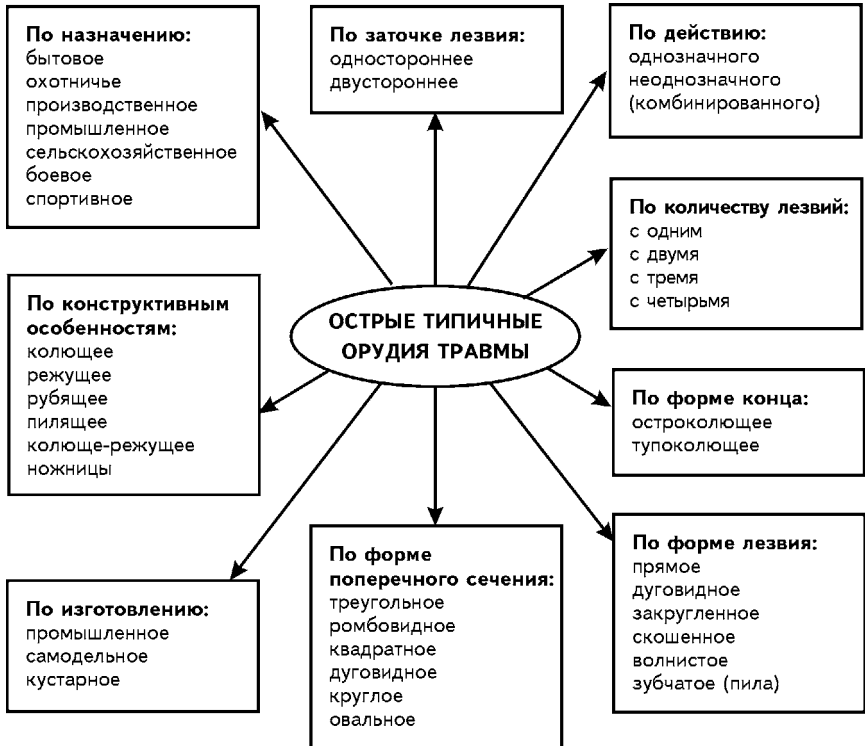 По назначению:
бытовое
охотничье
производственное
промышленное
сельскохозяйственное
боевое
спортивное
По заточке лезвия:
одностороннее
двустороннее
По действию:
однозначного
неоднозначного
(комбинированного)
По количеству лезвий:
с одним
с двумя
с тремя
с четырьмя
По конструктивным
особенностям:
колющее
режущее
рубящее
пилящее
колюще-режущее
ножницы
ОСТРЫЕ ТИПИЧНЫЕ
ОРУДИЯ ТРАВМЫ
По форме конца:
остроколющее
тупоколющее
По изготовлению:
промышленное
самодельное
кустарное
По форме
поперечного сечения:
треугольное
ромбовидное
квадратное
дуговидное
круглое
овальное
По форме лезвия:
прямое
дуговидное
закругленное
скошенное
волнистое
зубчатое (пила)